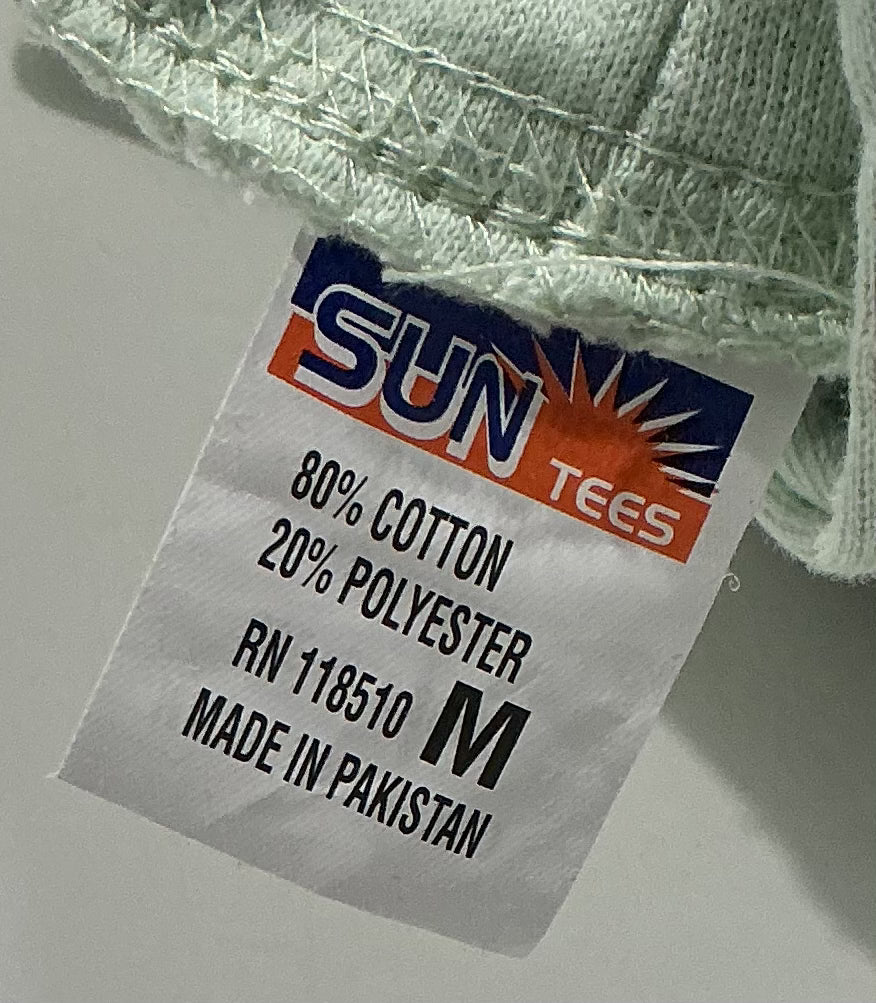 SUN
TEES
80% COTTON
20% POLYESTER
RN 118510 M
MADE IN PAKISTAN